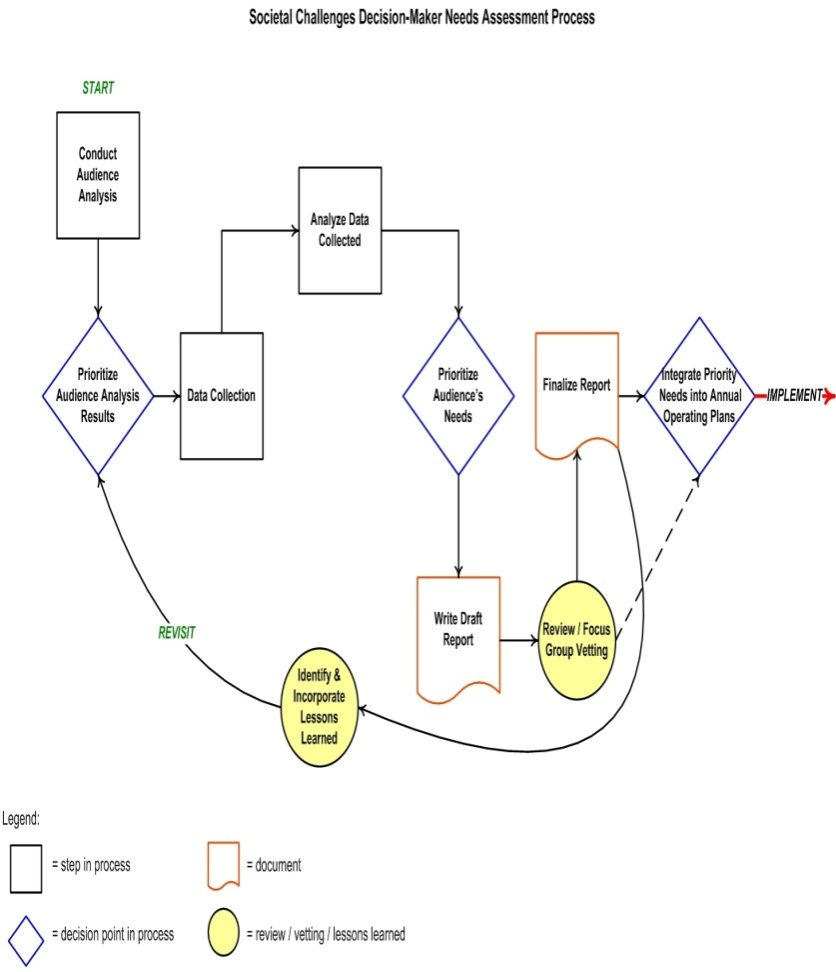 Societal Challenges Decision-Maker Needs Assessment Process
START
Conduct
Audience
Analysis
Analyze Data
Collected
Prioritize
Audience Analysis
Results
Data Collection
Prioritize
Audience's
Needs
Finalize Report
Integrate Priority
Needs into Annual
Operating Plans
IMPLEMENT
Write Draft
Report
Review / Focus
Group Vetting
REVISIT
Identify &
Incorporate
Lessons
Learned
Legend:
= step in process
= document
= decision point in process
= review / vetting / lessons learned